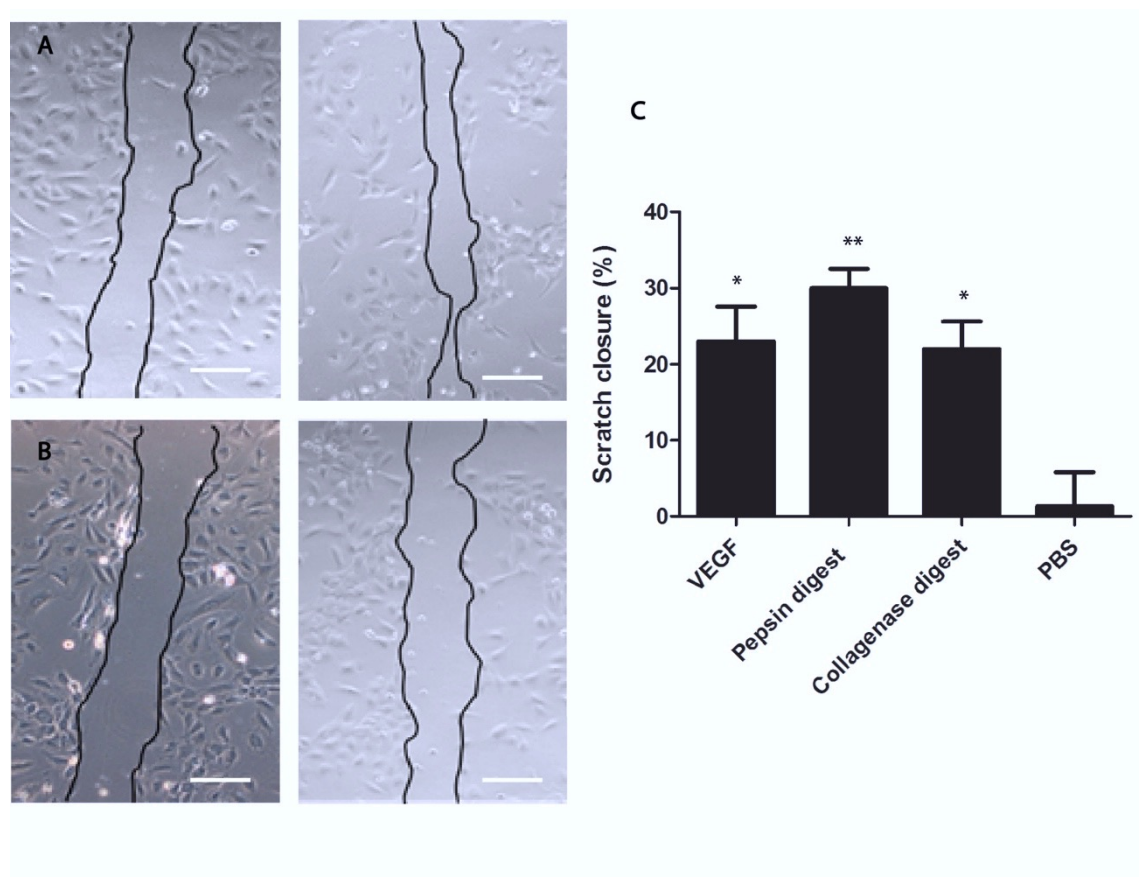 A
B
C
Scratch closure (%)
40
30
20
10
0
*
**
*
VEGF
Pepsin digest
Collagenase digest
PBS